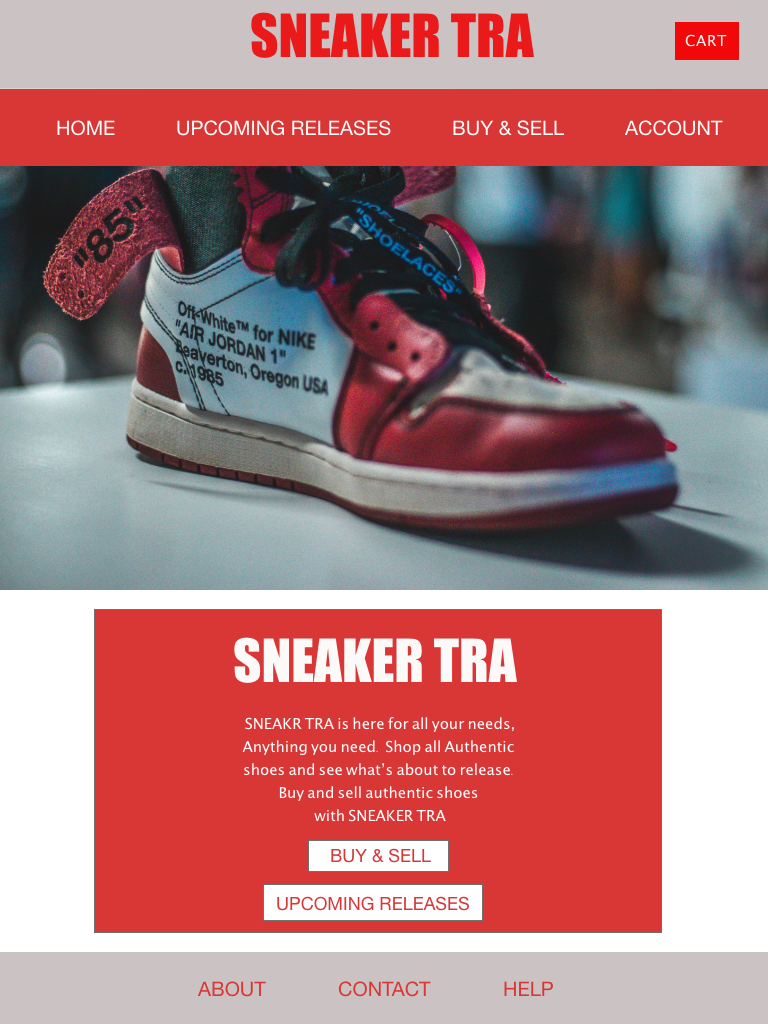 SNEAKER TRA
CART
HOME UPCOMING RELEASES BUY & SELL ACCOUNT
"85"
"SHOELACES"
Off-White™ for NIKE
"AIR JORDAN 1"
Beaverton, Oregon USA
c. 1985
SNEAKER TRA
SNEAKR TRA is here for all your needs,
Anything you need. Shop all Authentic
shoes and see what's about to release.
Buy and sell authentic shoes
with SNEAKER TRA
BUY & SELL
UPCOMING RELEASES
ABOUT CONTACT HELP